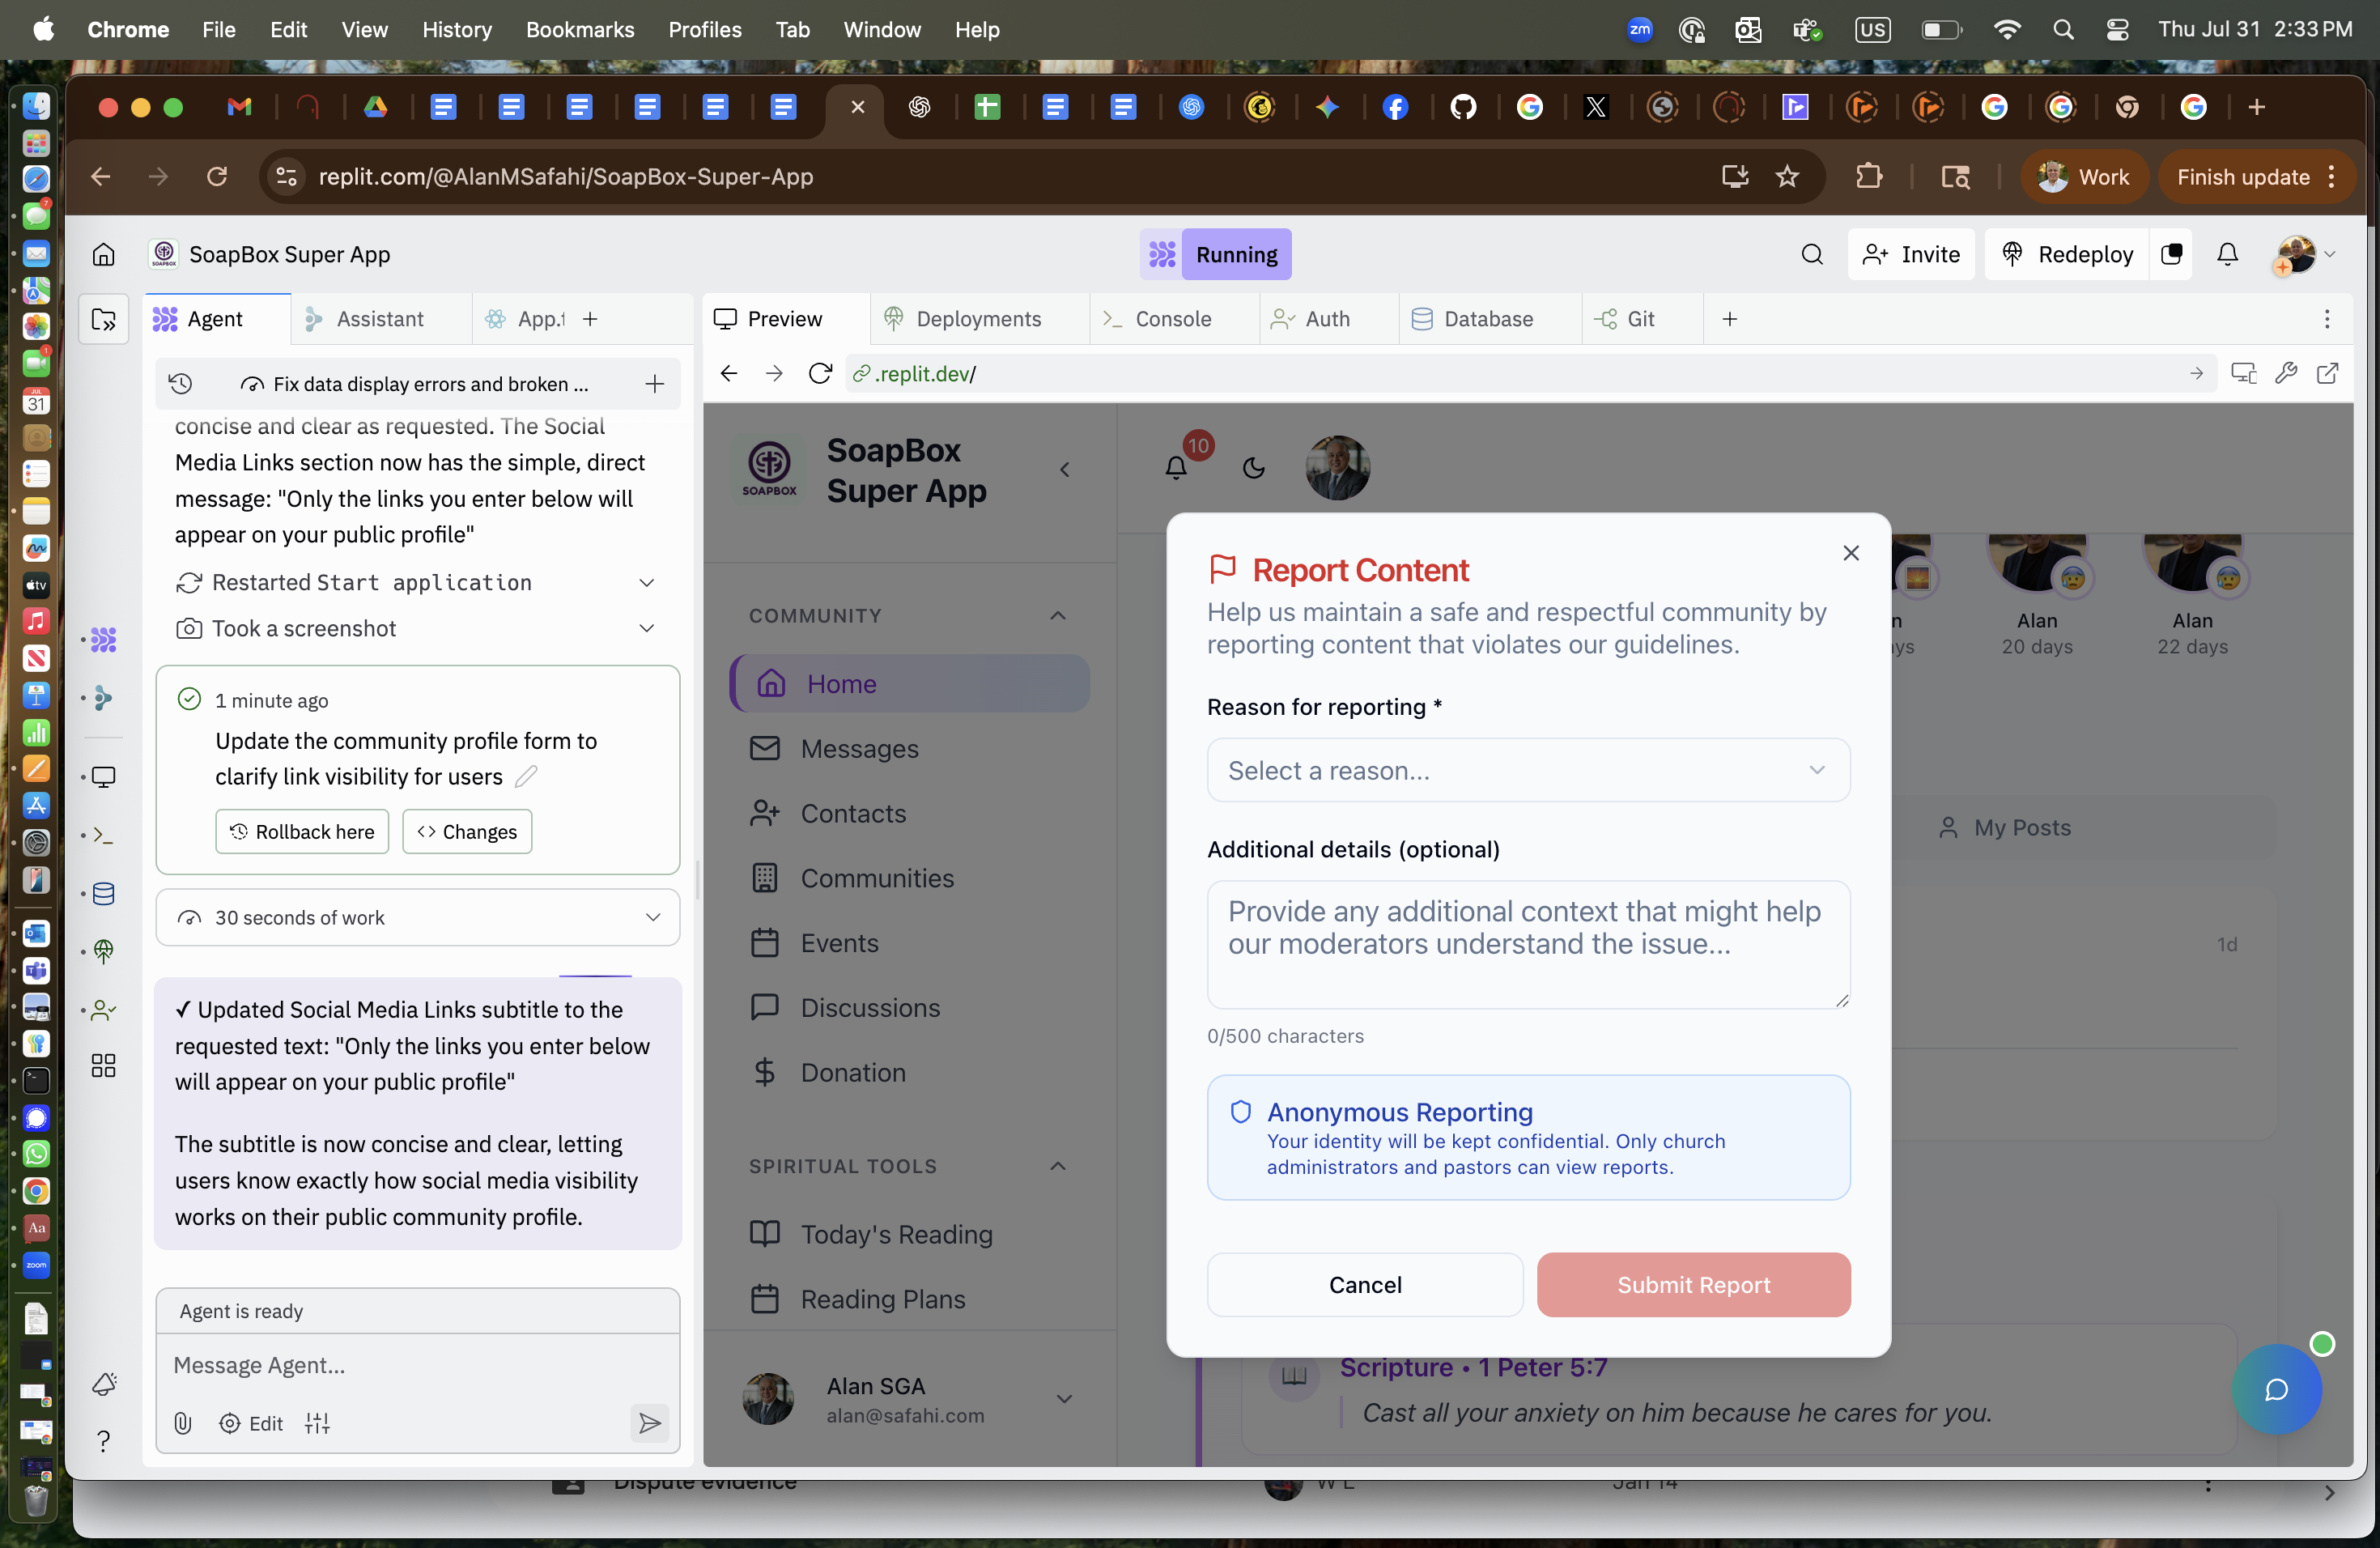 Chrome File Edit View History Bookmarks Profiles Tab Window Help
zm US Thu Jul 31 2:33 PM
replit.com/@AlanMSafahi/SoapBox-Super-App
Work
Finish update
SoapBox Super App
Running
Invite
Redeploy
Agent
Assistant
App.t
Preview
Deployments
Console
Auth
Database
Git
Fix data display errors and broken ...
.replit.dev/
concise and clear as requested. The Social
Media Links section now has the simple, direct
message: "Only the links you enter below will
appear on your public profile"
Restarted Start application
Took a screenshot
1 minute ago
Update the community profile form to
clarify link visibility for users
Rollback here
Changes
30 seconds of work
✓ Updated Social Media Links subtitle to the
requested text: "Only the links you enter below
will appear on your public profile"
The subtitle is now concise and clear, letting
users know exactly how social media visibility
works on their public community profile.
Agent is ready
Message Agent...
Edit
SOAPBOX
SoapBox
Super App
10
COMMUNITY
Home
Messages
Contacts
Communities
Events
Discussions
Donation
SPIRITUAL TOOLS
Today's Reading
Reading Plans
Alan SGA
alan@safahi.com
Report Content
Help us maintain a safe and respectful community by
reporting content that violates our guidelines.
Reason for reporting *
Select a reason...
Additional details (optional)
Provide any additional context that might help
our moderators understand the issue...
0/500 characters
Anonymous Reporting
Your identity will be kept confidential. Only church
administrators and pastors can view reports.
Cancel
Submit Report
Alan
20 days
Alan
22 days
My Posts
1d
Scripture • 1 Peter 5:7
Cast all your anxiety on him because he cares for you.
Dispute evidence
W L
Jan 14
JUL
31
tv
Aa
zoom